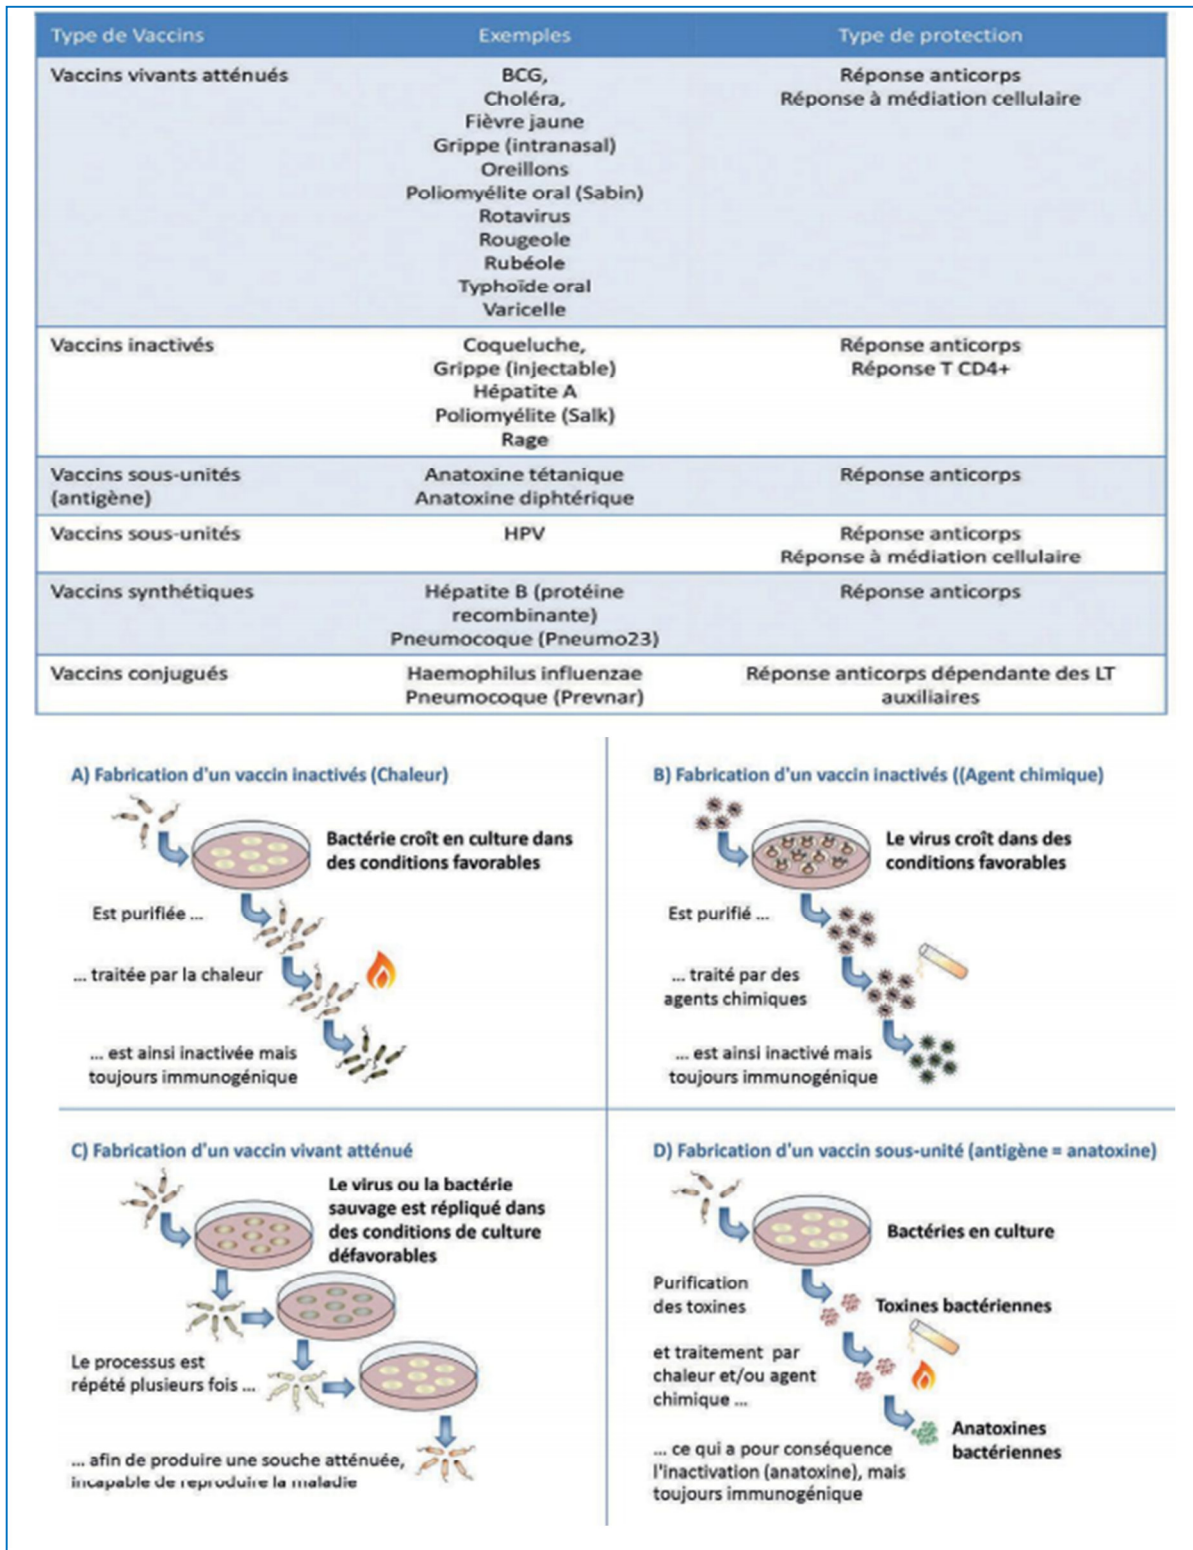 Type de Vaccins Exemples Type de protection
Vaccins vivants atténués BCG, Réponse anticorps
Choléra, Réponse à médiation cellulaire
Fièvre jaune
Grippe (intranasal)
Oreillons
Poliomyélite oral (Sabin)
Rotavirus
Rougeole
Rubéole
Typhoïde oral
Varicelle
Vaccins inactivés Coqueluche, Réponse anticorps
Grippe (injectable) Réponse T CD4+
Hépatite A
Poliomyélite (Salk)
Rage
Vaccins sous-unités Anatoxine tétanique Réponse anticorps
(antigène) Anatoxine diphtérique
Vaccins sous-unités HPV Réponse anticorps
Réponse à médiation cellulaire
Vaccins synthétiques Hépatite B (protéine Réponse anticorps
recombinante)
Pneumocoque (Pneumo23)
Vaccins conjugués Haemophilus influenzae Réponse anticorps dépendante des LT
Pneumocoque (Prevnar) auxiliaires
A) Fabrication d'un vaccin inactivés (Chaleur)
Bactérie croît en culture dans
des conditions favorables
Est purifiée ...
... traitée par la chaleur
... est ainsi inactivée mais
toujours immunogénique
B) Fabrication d'un vaccin inactivés ((Agent chimique)
Le virus croît dans des
conditions favorables
Est purifié ...
... traité par des
agents chimiques
... est ainsi inactivé mais
toujours immunogénique
C) Fabrication d'un vaccin vivant atténué
Le virus ou la bactérie
sauvage est répliqué dans
des conditions de culture
défavorables
Le processus est
répété plusieurs fois ...
... afin de produire une souche atténuée,
incapable de reproduire la maladie
D) Fabrication d'un vaccin sous-unité (antigène = anatoxine)
Bactéries en culture
Purification
des toxines
Toxines bactériennes
et traitement par
chaleur et/ou agent
chimique ...
Anatoxines
bactériennes
... ce qui a pour conséquence
l'inactivation (anatoxine), mais
toujours immunogénique